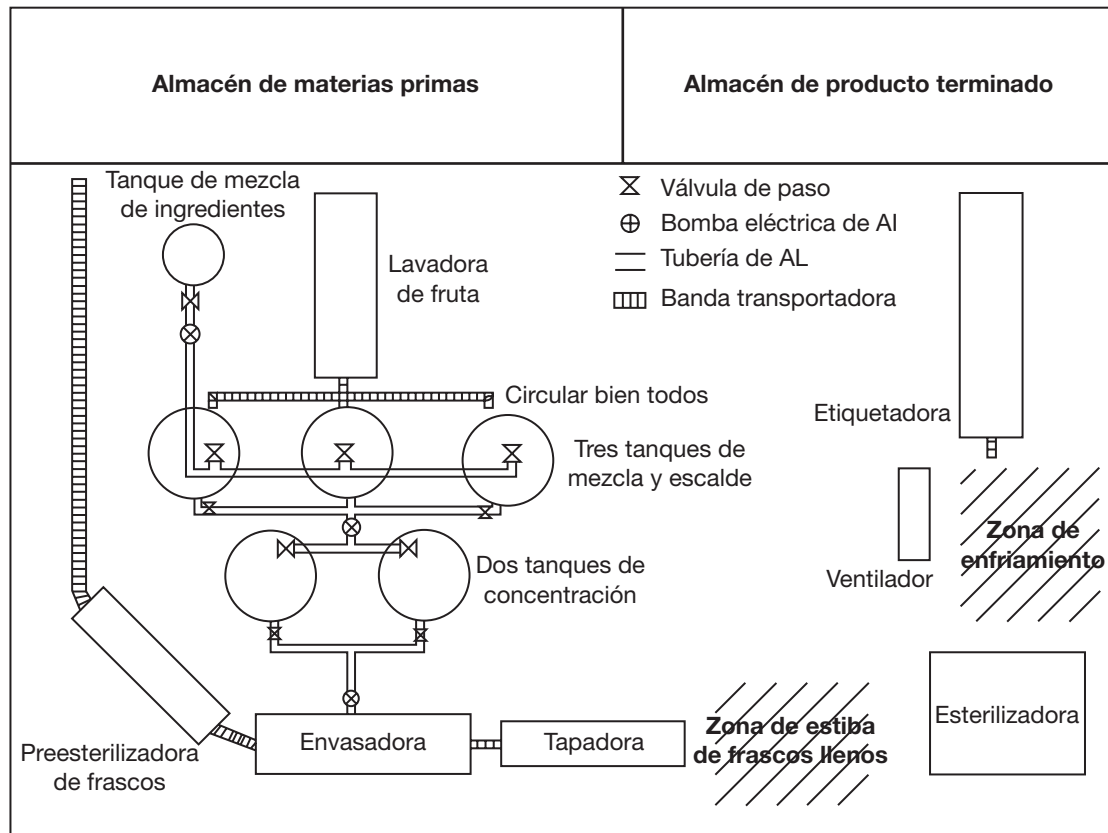 Almacén de materias primas
Almacén de producto terminado
Tanque de mezcla
de ingredientes
Lavadora
de fruta
Válvula de paso
Bomba eléctrica de AI
Tubería de AL
Banda transportadora
Circular bien todos
Etiquetadora
Tres tanques de
mezcla y escalde
Zona de
enfriamiento
Ventilador
Dos tanques de
concentración
Preesterilizadora
de frascos
Envasadora
Tapadora
Zona de estiba
de frascos llenos
Esterilizadora